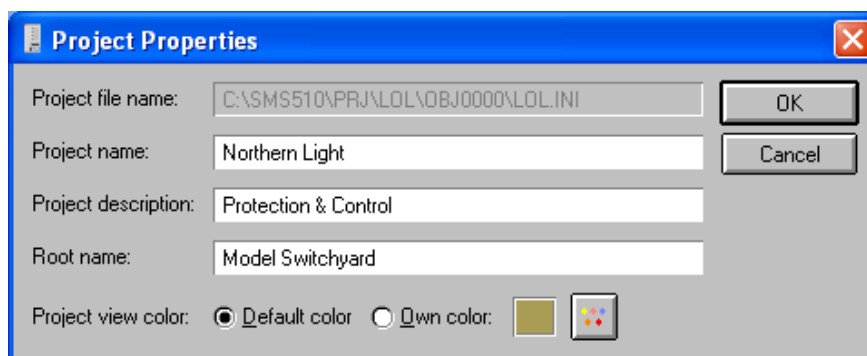 Project Properties
Project file name: C:\SMS510\PRJ\LOL\OBJ0000\LOL.INI OK
Project name: Northern Light Cancel
Project description: Protection & Control
Root name: Model Switchyard
Project view color: Default color Own color: